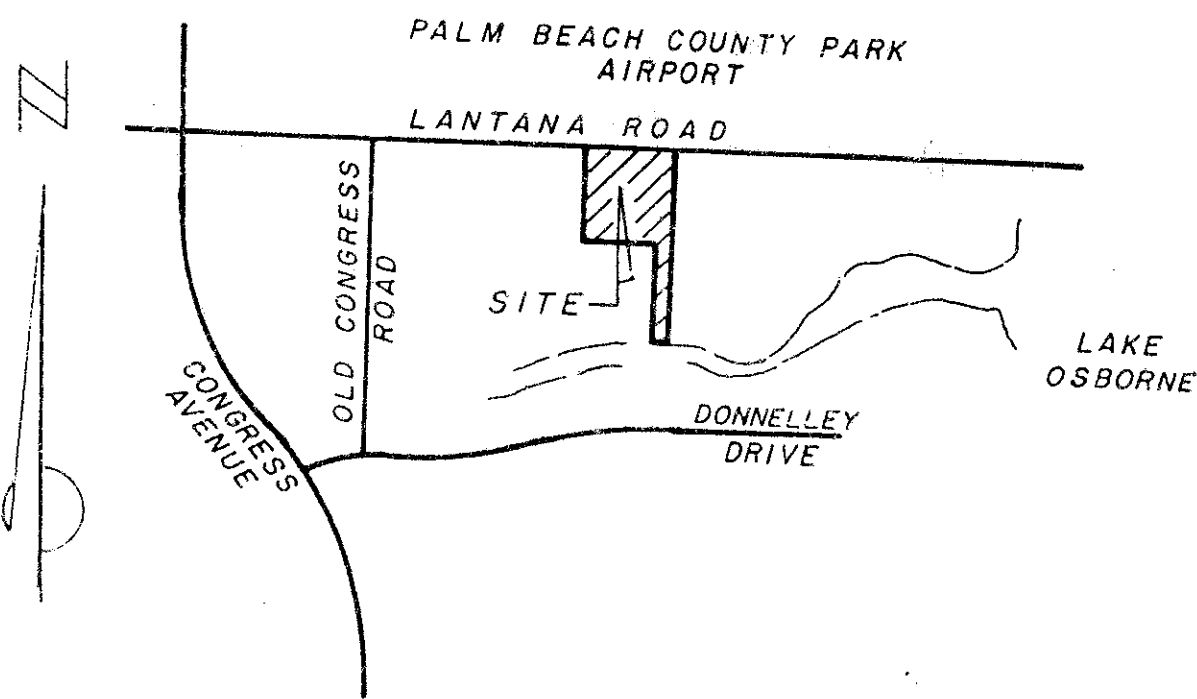 PALM BEACH COUNTY PARK
AIRPORT
N
LANTANA ROAD
OLD CONGRESS
ROAD
SITE
LAKE
OSBORNE
CONGRESS
AVENUE
DONNELLEY
DRIVE